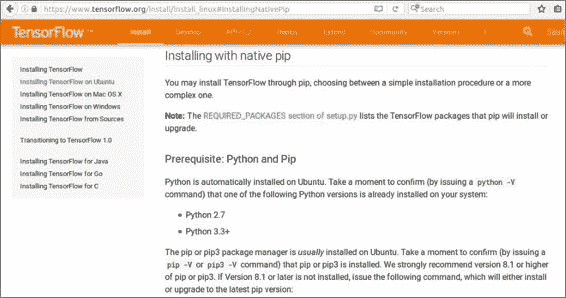 https://www.tensorflow.org/install/install_linux#InstallingNativePip
Search
TensorFlow™
Install
Develop
Deploy
Extend
Community
Versions
Installing TensorFlow
Installing TensorFlow on Ubuntu
Installing TensorFlow on Mac OS X
Installing TensorFlow on Windows
Installing TensorFlow from Sources
Transitioning to TensorFlow 1.0
Installing TensorFlow for Java
Installing TensorFlow for Go
Installing TensorFlow for C
Installing with native pip
You may install TensorFlow through pip, choosing between a simple installation procedure or a more
complex one.
Note: The REQUIRED_PACKAGES section of setup.py lists the TensorFlow packages that pip will install or
upgrade.
Prerequisite: Python and Pip
Python is automatically installed on Ubuntu. Take a moment to confirm (by issuing a python -V
command) that one of the following Python versions is already installed on your system:
• Python 2.7
• Python 3.3+
The pip or pip3 package manager is usually installed on Ubuntu. Take a moment to confirm (by issuing a
pip -V or pip3 -V command) that pip or pip3 is installed. We strongly recommend version 8.1 or higher
of pip or pip3. If Version 8.1 or later is not installed, issue the following command, which will either install
or upgrade to the latest pip version: